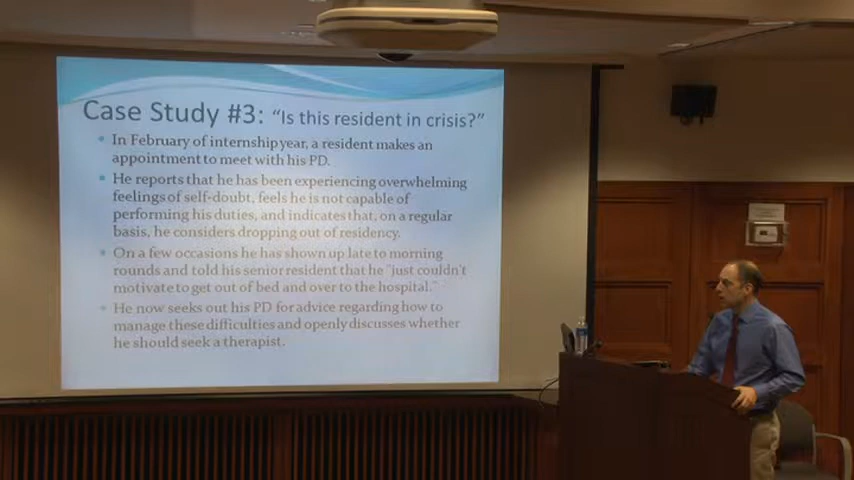 Case Study #3: "Is this resident in crisis?"
In February of internship year, a resident makes an
appointment to meet with his PD.
He reports that he has been experiencing overwhelming
feelings of self-doubt, feels he is not capable of
performing his duties, and indicates that, on a regular
basis, he considers dropping out of residency.
On a few occasions he has shown up late to morning
rounds and told his senior resident that he "just couldn't
motivate to get out of bed and over to the hospital."
He now seeks out his PD for advice regarding how to
manage these difficulties and openly discusses whether
he should seek a therapist.